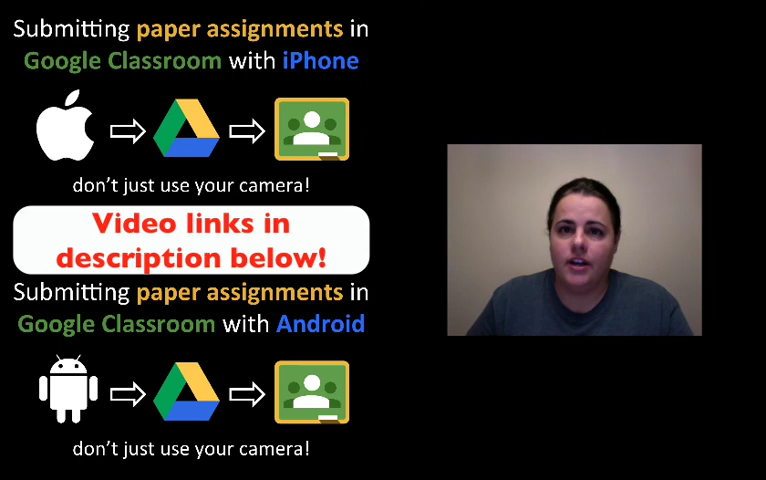 Submitting paper assignments in
Google Classroom with iPhone
don't just use your camera!
Video links in
description below!
Submitting paper assignments in
Google Classroom with Android
don't just use your camera!